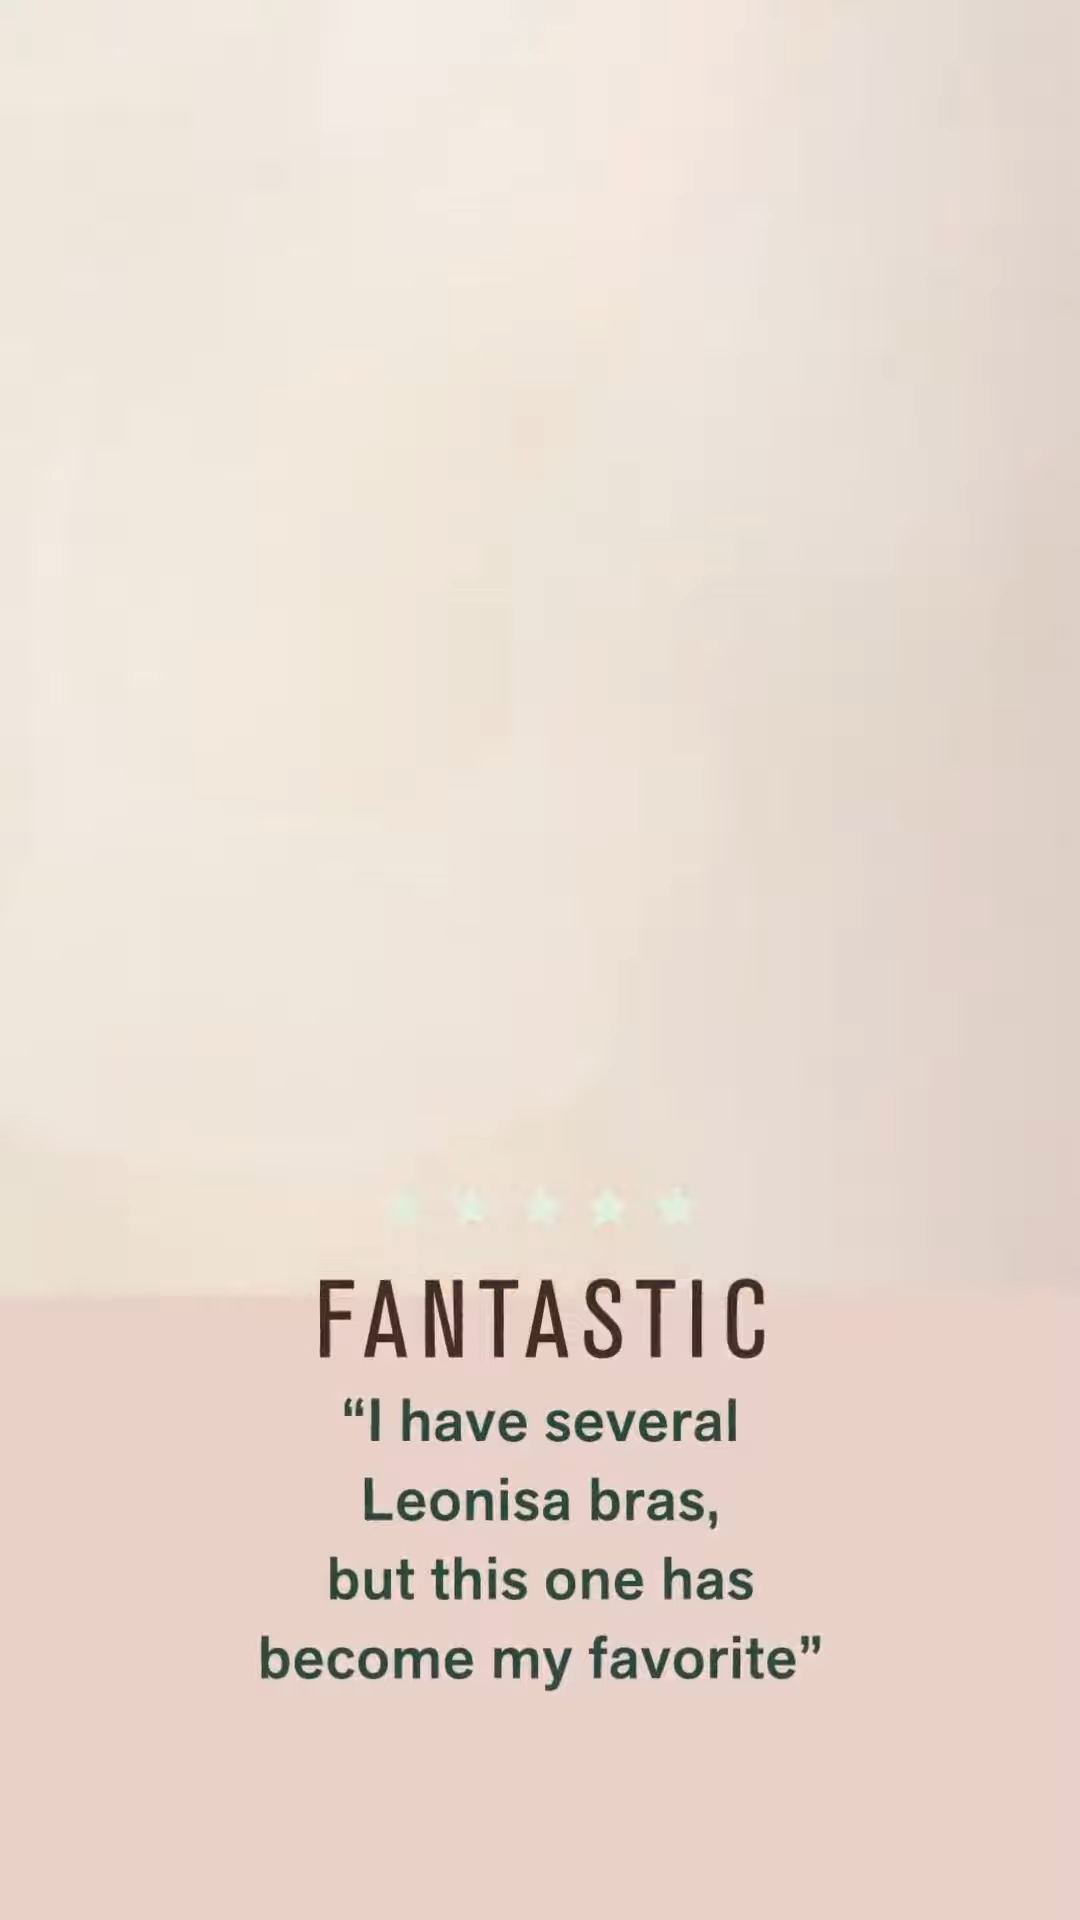 FANTASTIC
“I have several
Leonisa bras,
but this one has
become my favorite”